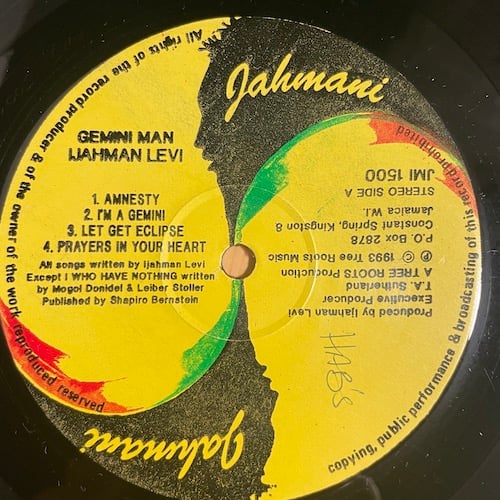 Jahmani
GEMINI MAN
IJAHMAN LEVI
1. AMNESTY
2. I'M A GEMINI
3. LET GET ECLIPSE
4. PRAYERS IN YOUR HEART
All songs written by ijahman Levi
Except I WHO HAVE NOTHING written
by Mogol Donidel & Leiber Stoller
Published by Shapiro Bernstein
JMI 1500
STEREO SIDE A
Jamaica W.I.
Constant Spring, Kingston 8
P.O. Box 2878
℗ © 1993 Tree Roots Music
A TREE ROOTS Production
T.A. Sutherland
Executive Producer
Produced by Ijahman Levi
HAB'S
Jahmani
All rights of the record producer & of the owner of the work reproduced reserved
copying, public performance & broadcasting of this record prohibited